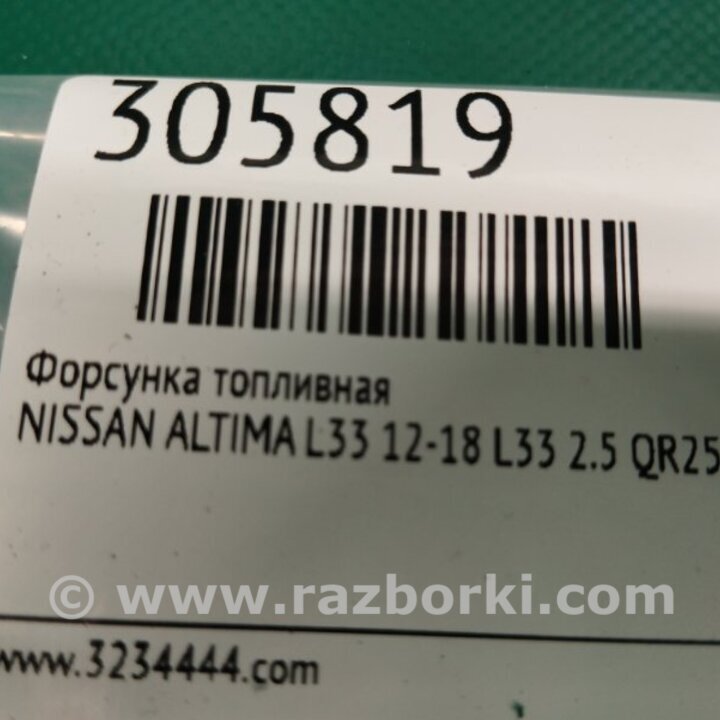 305819
Форсунка топливная
NISSAN ALTIMA L33 12-18 L33 2.5 QR25
© www.razborki.com
www.3234444.com